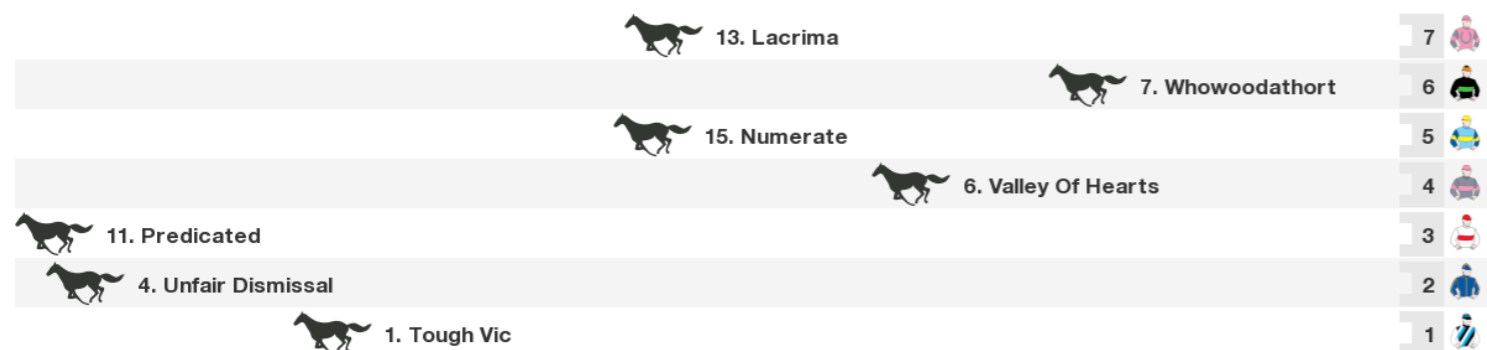 13. Lacrima 7
7. Whowoodathort 6
15. Numerate 5
6. Valley Of Hearts 4
11. Predicated 3
4. Unfair Dismissal 2
1. Tough Vic 1